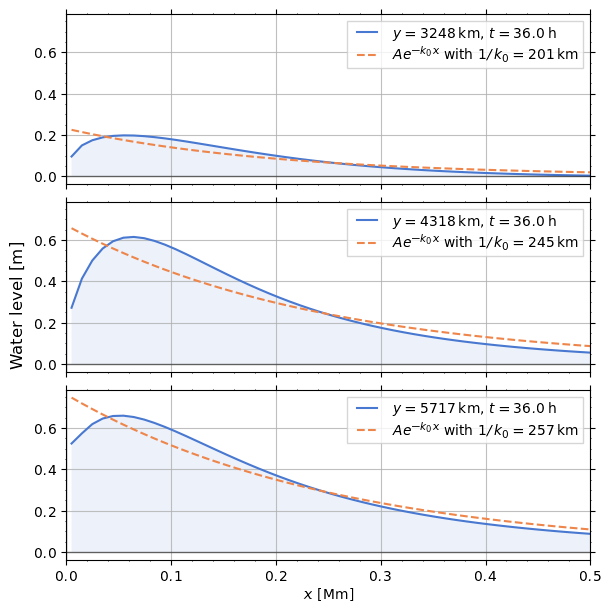 0.6
0.4
0.2
0.0
y = 3248 km, t = 36.0 h
Ae^{-k_0 x} with 1/k_0 = 201 km
Water level [m]
0.6
0.4
0.2
0.0
y = 4318 km, t = 36.0 h
Ae^{-k_0 x} with 1/k_0 = 245 km
0.6
0.4
0.2
0.0
y = 5717 km, t = 36.0 h
Ae^{-k_0 x} with 1/k_0 = 257 km
0.0 0.1 0.2 0.3 0.4 0.5
x [Mm]